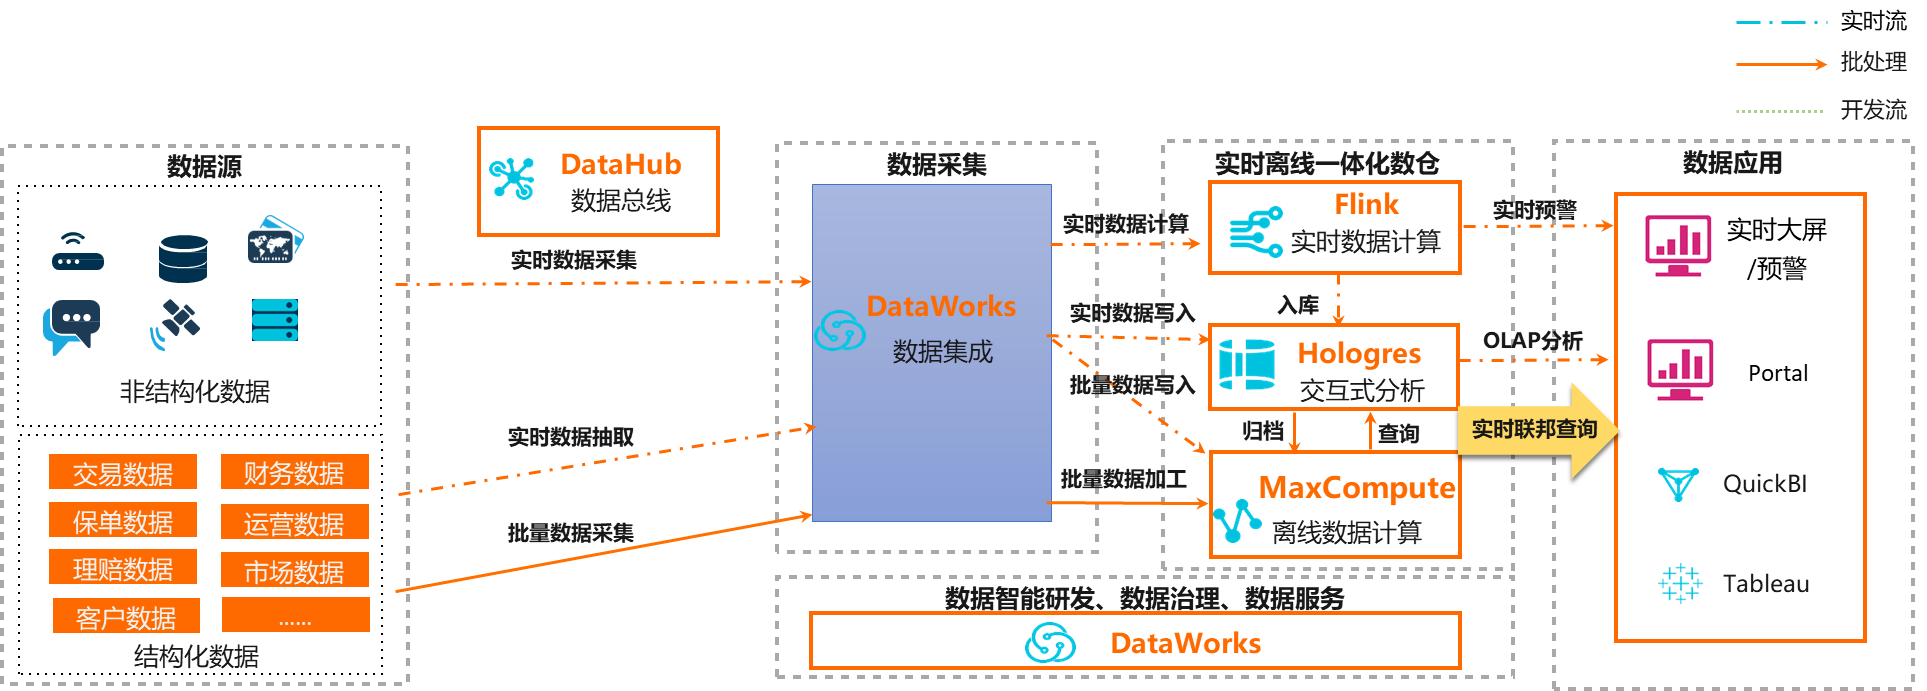 实时流
批处理
开发流
数据源
非结构化数据
交易数据
财务数据
保单数据
运营数据
理赔数据
市场数据
客户数据
......
结构化数据
DataHub
数据总线
实时数据采集
实时数据抽取
批量数据采集
数据采集
DataWorks
数据集成
实时数据计算
实时数据写入
批量数据写入
批量数据加工
实时离线一体化数仓
Flink
实时数据计算
入库
Hologres
交互式分析
归档
查询
MaxCompute
离线数据计算
实时预警
OLAP分析
实时联邦查询
数据应用
实时大屏
/预警
Portal
QuickBI
Tableau
数据智能研发、数据治理、数据服务
DataWorks